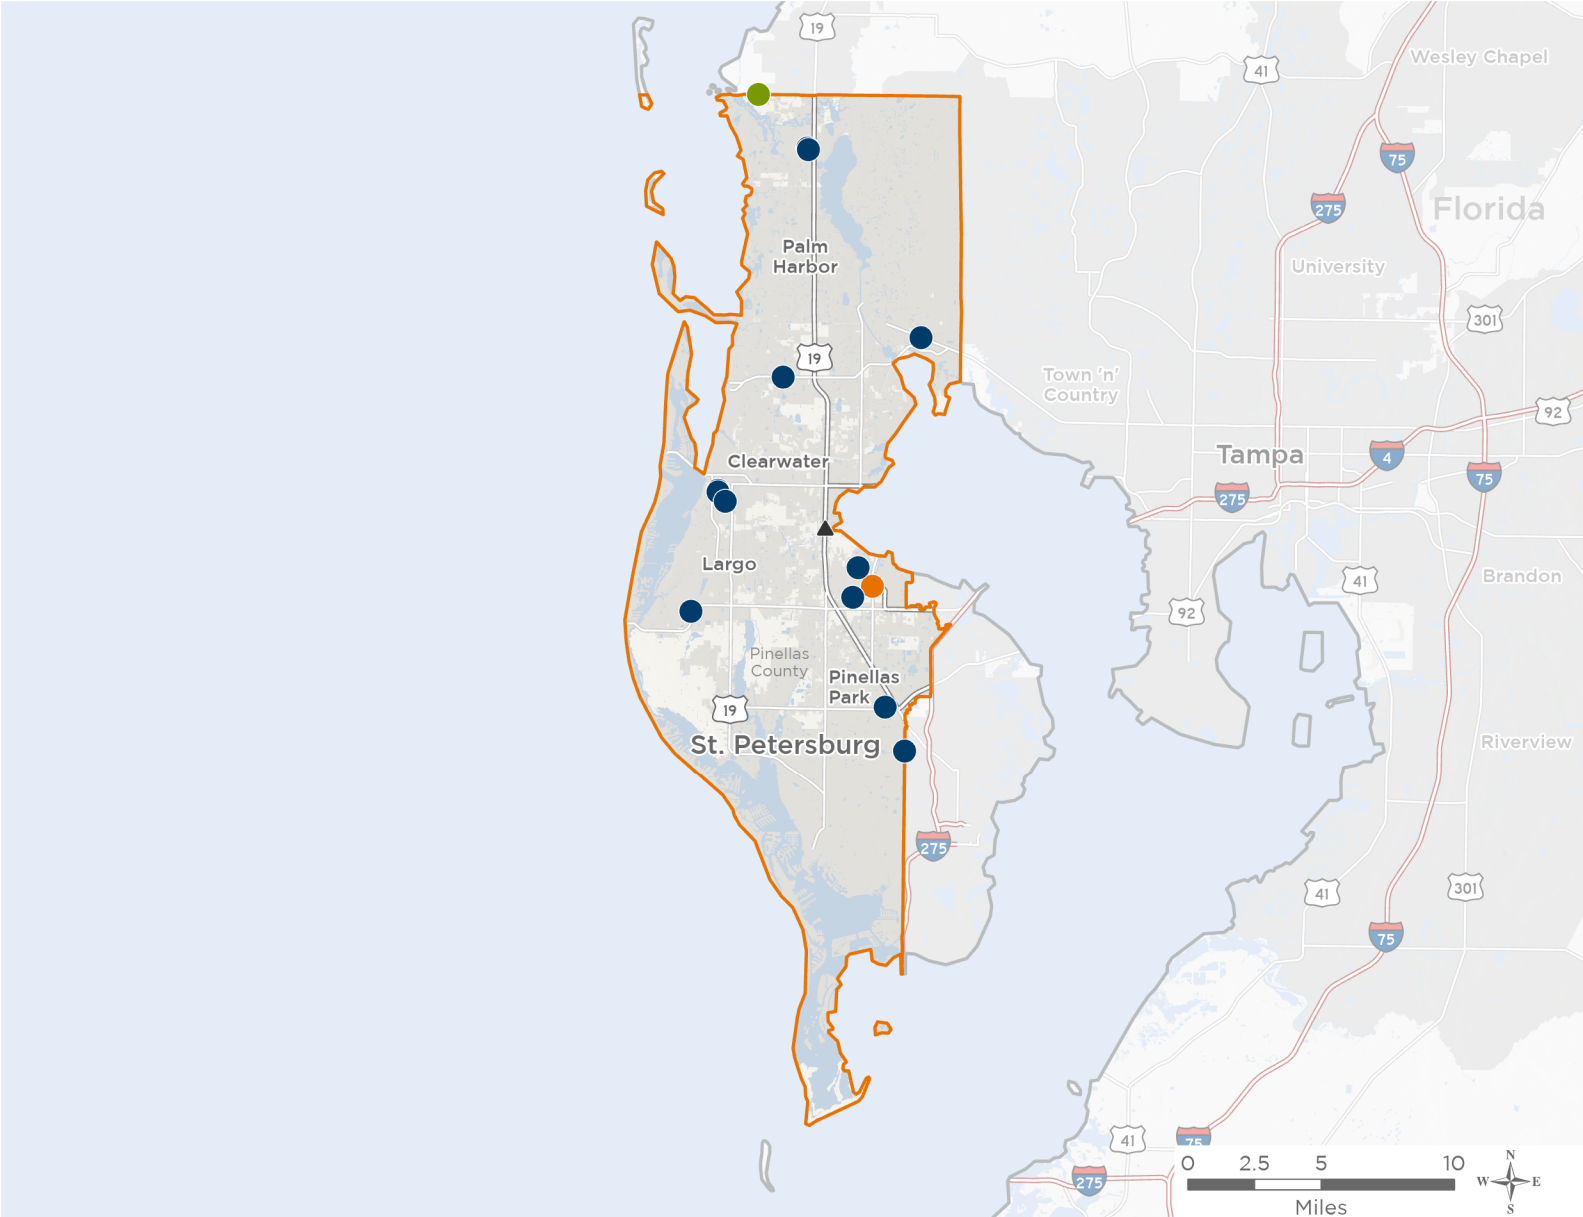 19
41
Wesley Chapel
75
275
Florida
Palm
Harbor
University
301
19
Town 'n'
Country
92
Clearwater
Tampa
4
75
275
Largo
41
Brandon
92
Pinellas
County
Pinellas
Park
19
St. Petersburg
Riverview
275
41
301
75
41
75
275
0 2.5 5 10
Miles
N
W E
S